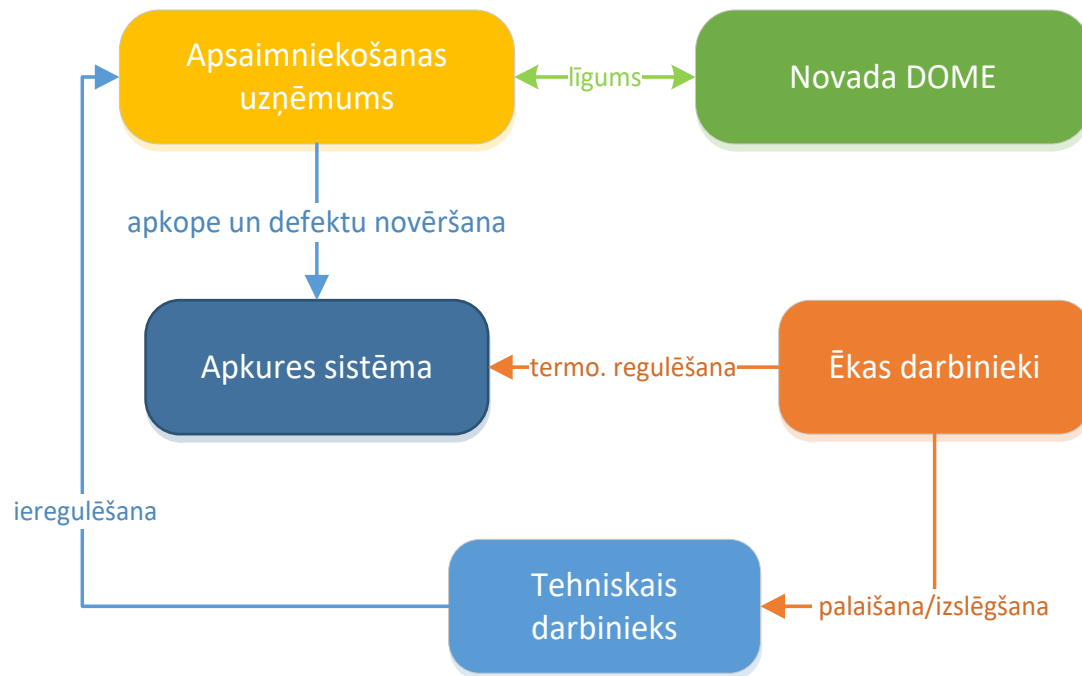 Apsaimniekošanas
uzņēmums
līgums
Novada DOME
apkope un defektu novēršana
Apkures sistēma
termo. regulēšana
Ēkas darbinieki
ieregulēšana
Tehniskais
darbinieks
palaišana/izslēgšana